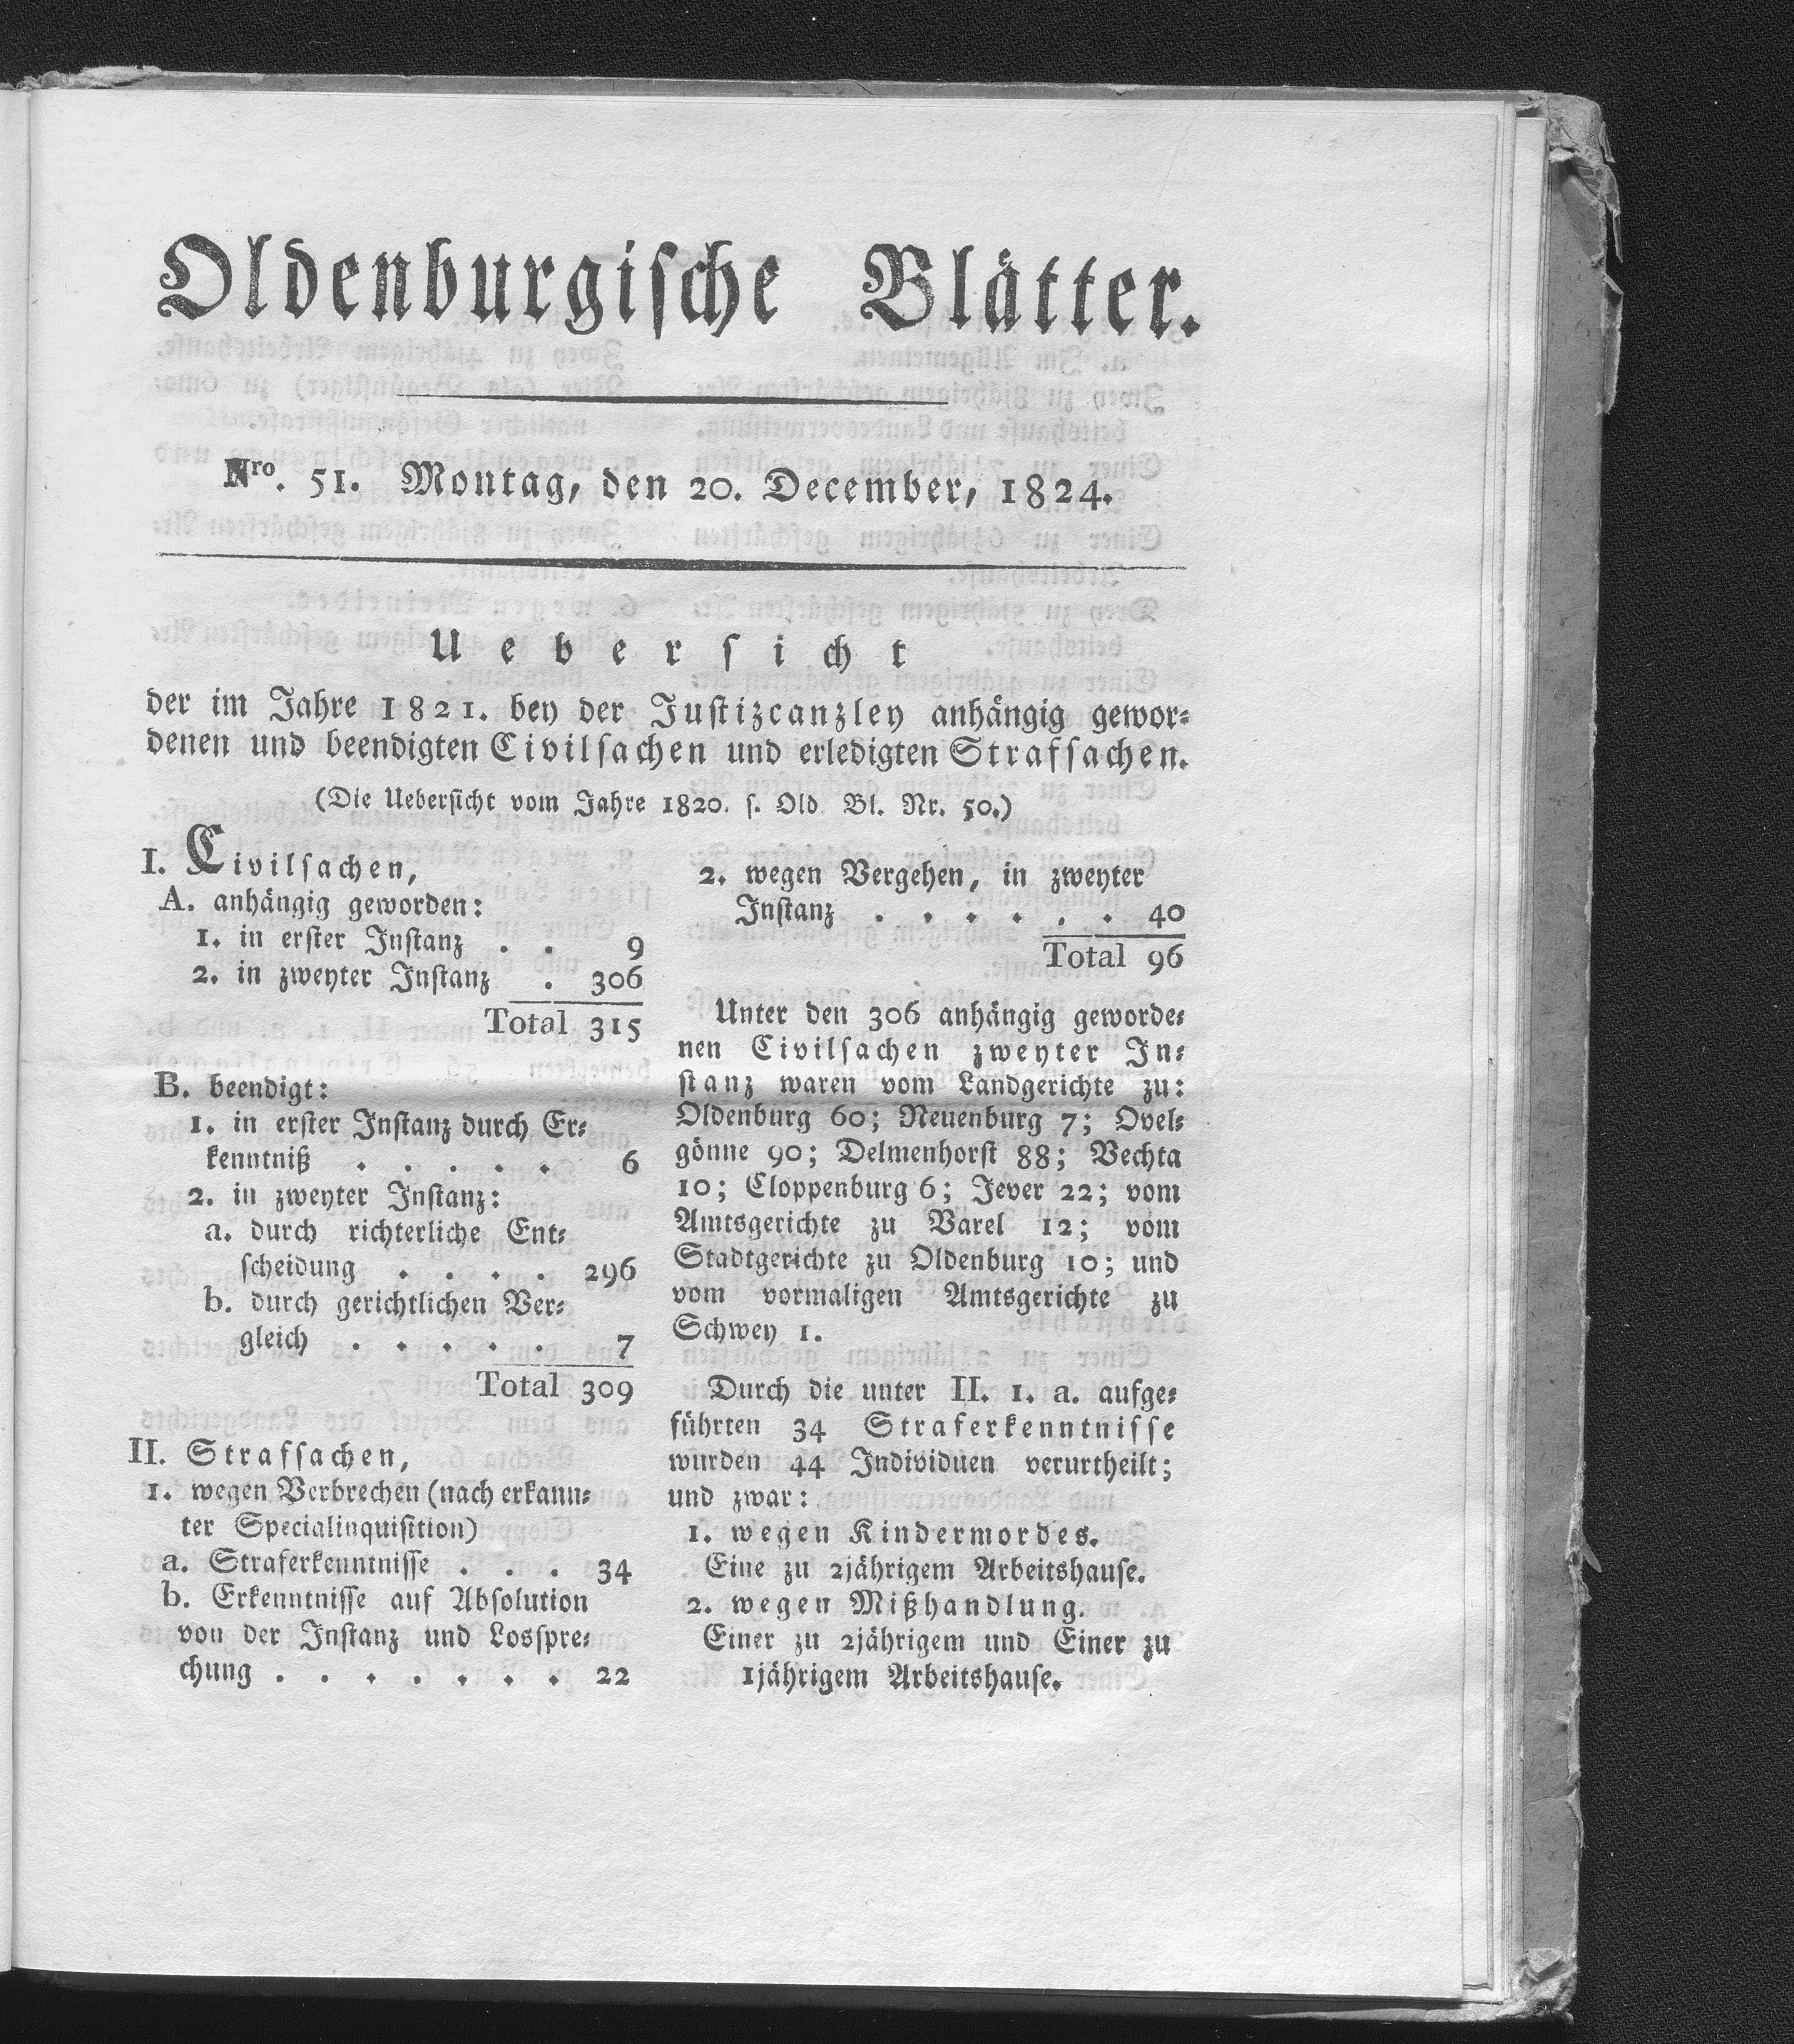 Oldenburgische Blätter.
Nro. 51. Montag, den 20. December, 1824.
Uebersicht
der im Jahre 1821. bey der Justizcanzley anhängig gewor-
denen und beendigten Civilsachen und erledigten Strafsachen.
(Die Uebersicht vom Jahre 1820. s. Old. Bl. Nr. 50.)
I. Civilsachen,
A. anhängig geworden:
1. in erster Instanz . . 9
2. in zweyter Instanz . 306
Total 315
B. beendigt:
1. in erster Instanz durch Er-
kenntniß . . . . . 6
2. in zweyter Instanz:
a. durch richterliche Ent-
scheidung . . . . 296
b. durch gerichtlichen Ver-
gleich . . . . . 7
Total 309
II. Strafsachen,
1. wegen Verbrechen (nach erkann-
ter Specialinquisition)
a. Straferkenntnisse . . . 34
b. Erkenntnisse auf Absolution
von der Instanz und Losspre-
chung . . . . . . . 22
2. wegen Vergehen, in zweyter
Instanz . . . . . . 40
Total 96
Unter den 306 anhängig geworde-
nen Civilsachen zweyter In-
stanz waren vom Landgerichte zu:
Oldenburg 60; Neuenburg 7; Ovel-
gönne 90; Delmenhorst 88; Vechta
10; Cloppenburg 6; Jever 22; vom
Amtsgerichte zu Varel 12; vom
Stadtgerichte zu Oldenburg 10; und
vom vormaligen Amtsgerichte zu
Schwey 1.
Durch die unter II. 1. a. aufge-
führten 34 Straferkenntnisse
wurden 44 Individuen verurtheilt;
und zwar:
1. wegen Kindermordes.
Eine zu 2jährigem Arbeitshause.
2. wegen Mißhandlung.
Einer zu 2jährigem und Einer zu
1jährigem Arbeitshause.